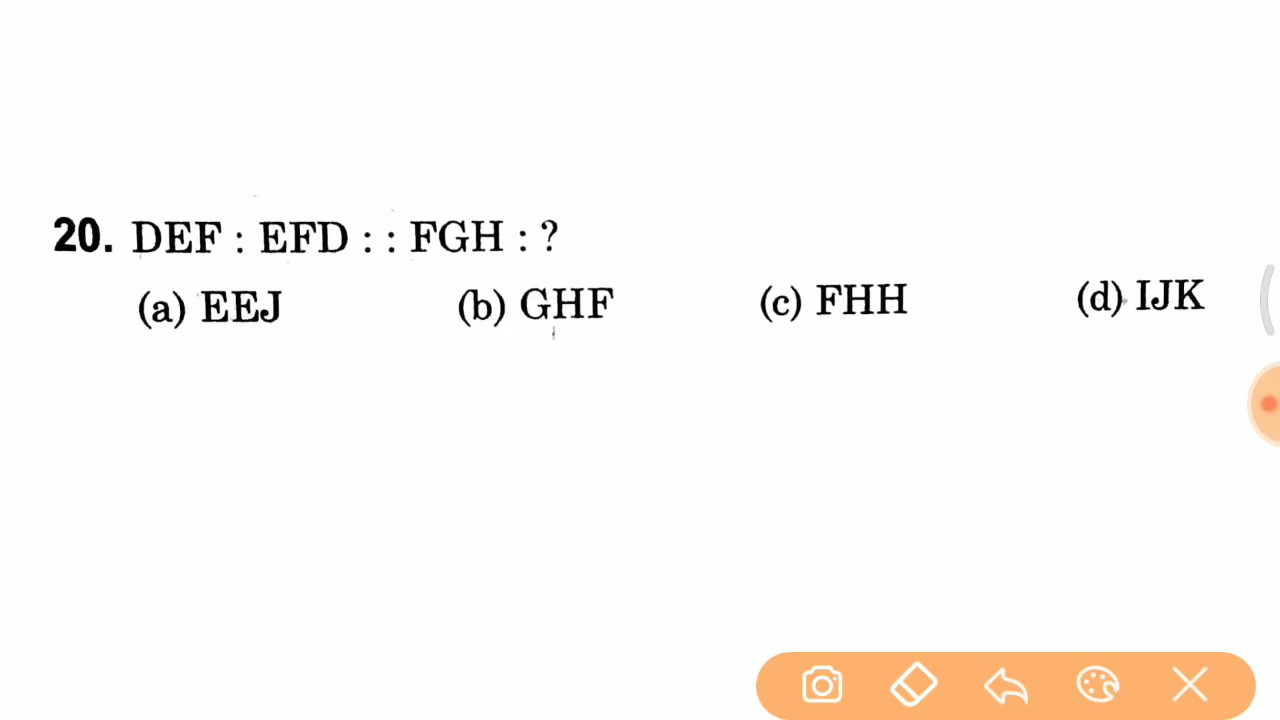 20. DEF : EFD : : FGH : ?
(a) EEJ (b) GHF (c) FHH (d) IJK